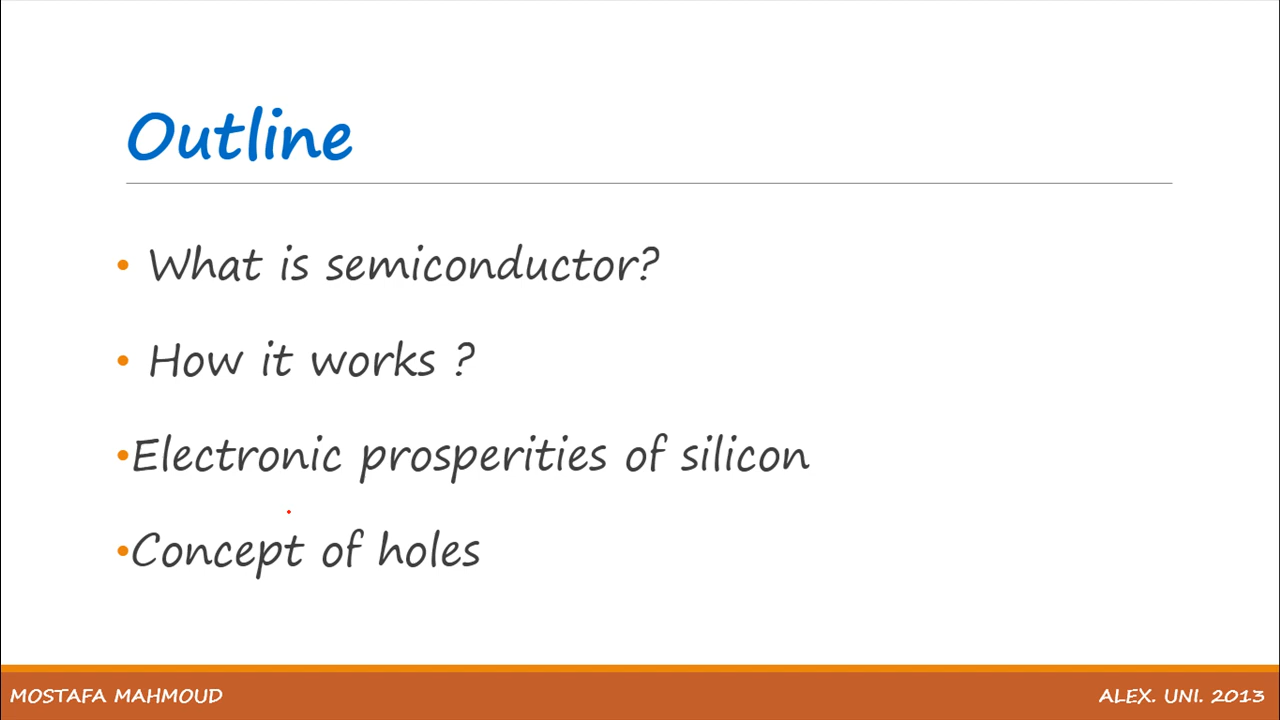 Outline
• What is semiconductor?
• How it works ?
•Electronic prosperities of silicon
•Concept of holes
MOSTAFA MAHMOUD
ALEX. UNI. 2013